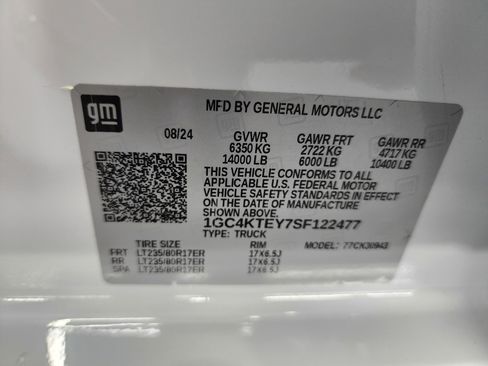 gm
MFD BY GENERAL MOTORS LLC
08/24 GVWR GAWR FRT GAWR RR
6350 KG 2722 KG 4717 KG
14000 LB 6000 LB 10400 LB
THIS VEHICLE CONFORMS TO ALL
APPLICABLE U.S. FEDERAL MOTOR
VEHICLE SAFETY STANDARDS IN EFFECT
ON THE DATE OF MANUFACTURE SHOWN ABOVE.
1GC4KTEY7SF122477
TYPE: TRUCK
TIRE SIZE RIM MODEL:
FRT LT235/80R17ER 17X6.5J
RR LT235/80R17ER 17X6.5J
SPA LT235/80R17ER 17X6.5J